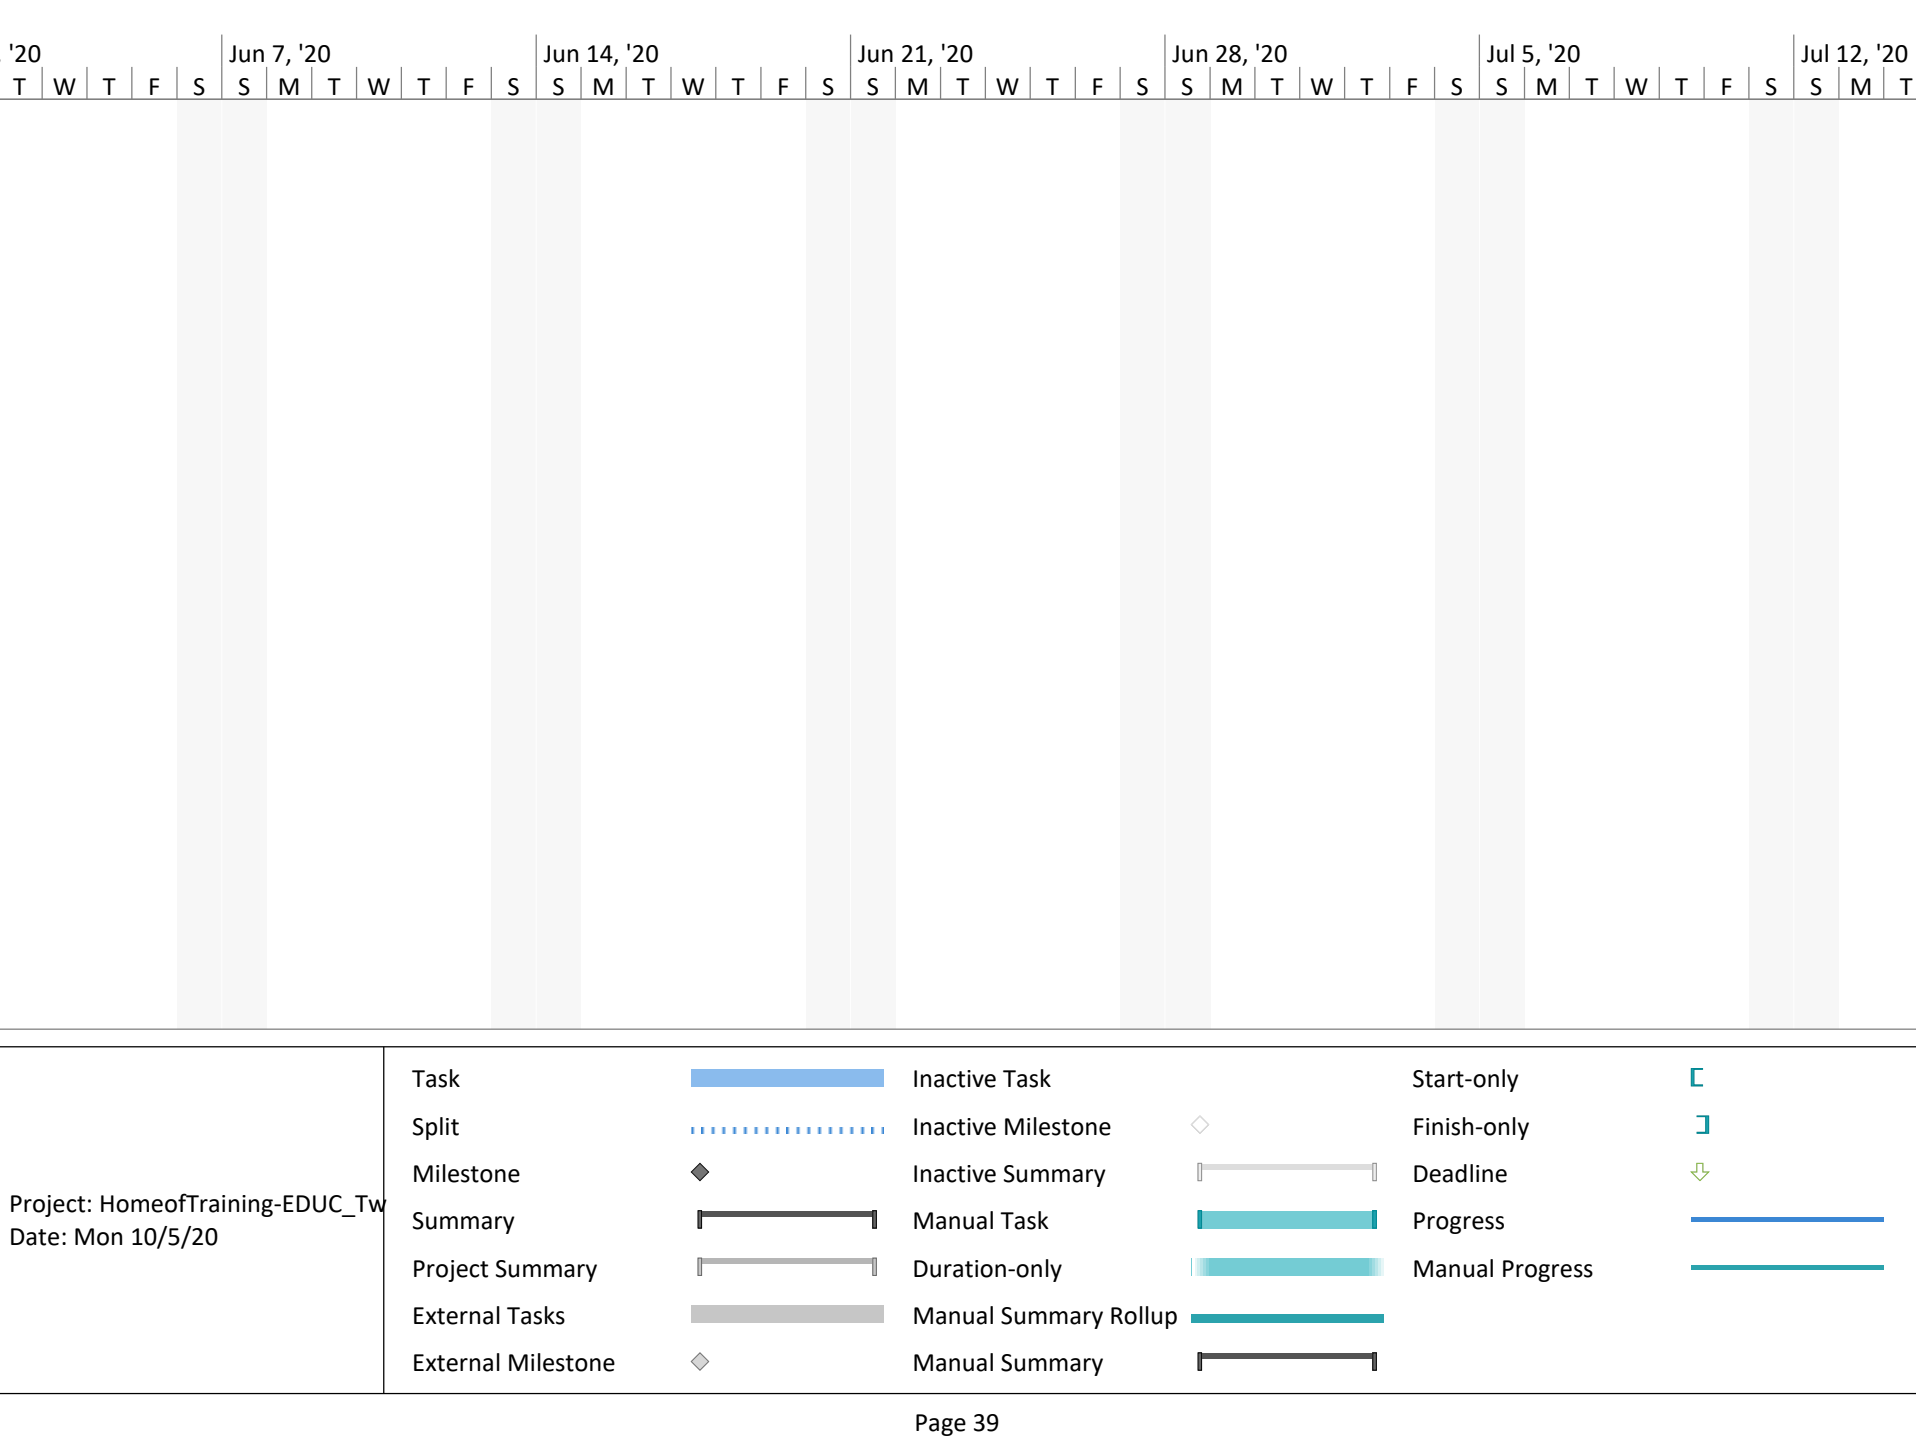 '20 Jun 7, '20 Jun 14, '20 Jun 21, '20 Jun 28, '20 Jul 5, '20 Jul 12, '20
T W T F S S M T W T F S S M T W T F S S M T W T F S S M T W T F S S M T W T F S S M T
Project: HomeofTraining-EDUC_Tw
Date: Mon 10/5/20
Task
Split
Milestone
Summary
Project Summary
External Tasks
External Milestone
Inactive Task
Inactive Milestone
Inactive Summary
Manual Task
Duration-only
Manual Summary Rollup
Manual Summary
Start-only
Finish-only
Deadline
Progress
Manual Progress
Page 39